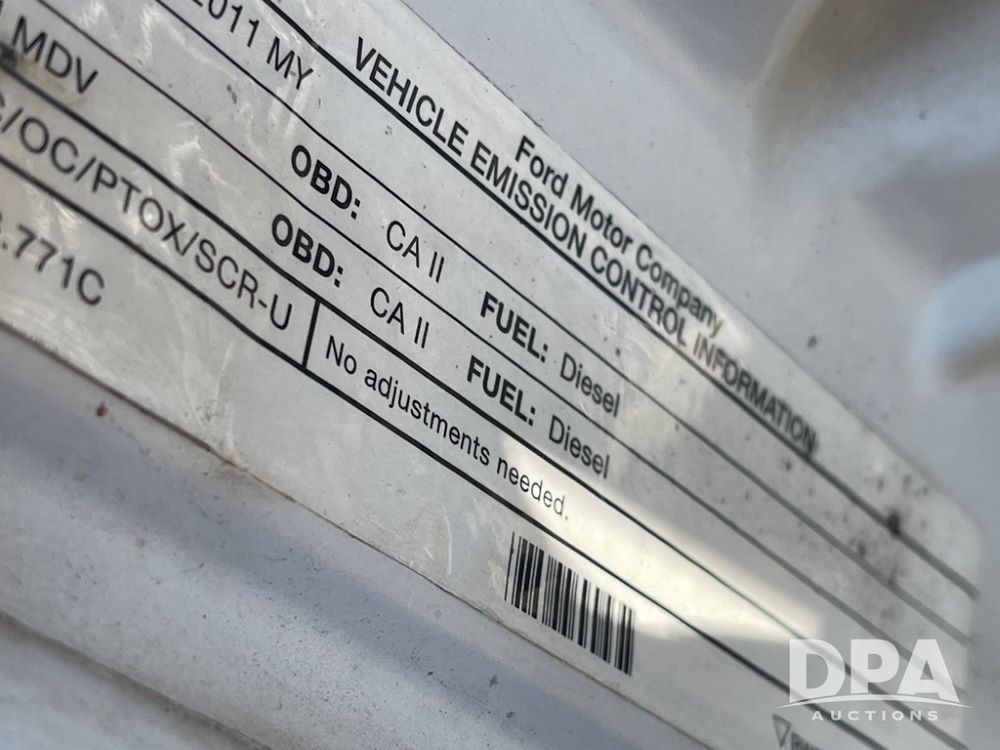 Ford Motor Company
VEHICLE EMISSION CONTROL INFORMATION
2011 MY OBD: CA II FUEL: Diesel
MDV OBD: CA II FUEL: Diesel
/OC/PTOX/SCR-U No adjustments needed.
.771C
DPA
AUCTIONS